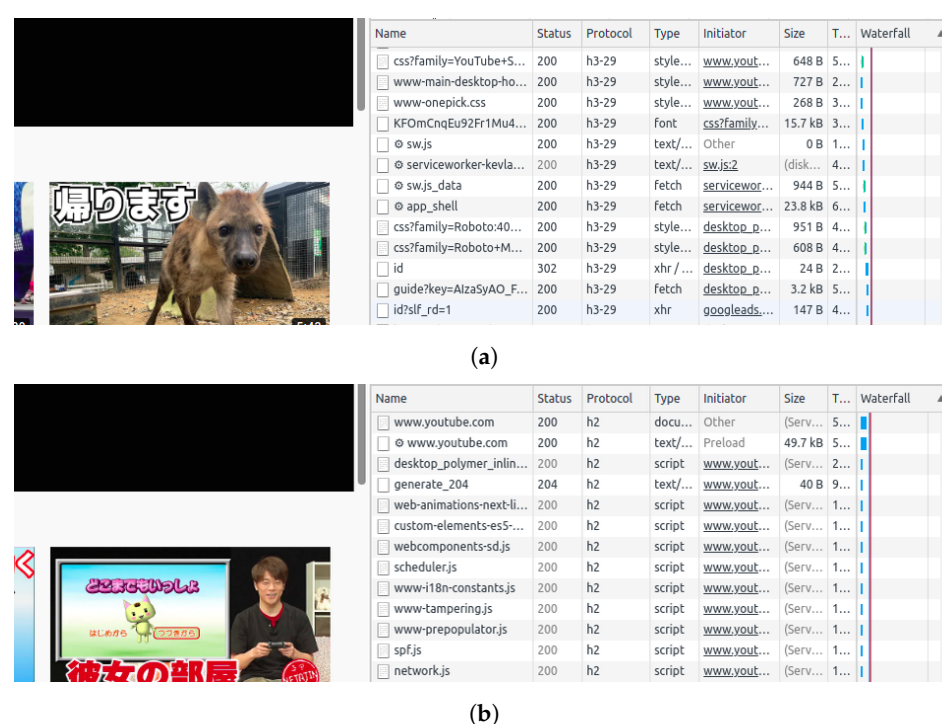 Name Status Protocol Type Initiator Size T... Waterfall
css?family=YouTube+S... 200 h3-29 style... www.yout... 648 B 5...
www-main-desktop-ho... 200 h3-29 style... www.yout... 727 B 2...
www-onepick.css 200 h3-29 style... www.yout... 268 B 3...
KFOmCnqEu92Fr1Mu4... 200 h3-29 font css?family... 15.7 kB 3...
sw.js 200 h3-29 text/... Other 0 B 1...
serviceworker-kevla... 200 h3-29 text/... sw.js:2 (disk... 4...
sw.js_data 200 h3-29 fetch servicewor... 944 B 5...
app_shell 200 h3-29 fetch servicewor... 23.8 kB 6...
css?family=Roboto:40... 200 h3-29 style... desktop_p... 951 B 4...
css?family=Roboto+M... 200 h3-29 style... desktop_p... 608 B 4...
id 302 h3-29 xhr / ... desktop_p... 24 B 2...
guide?key=AIzaSyAO_F... 200 h3-29 fetch desktop_p... 3.2 kB 5...
id?slf_rd=1 200 h3-29 xhr googleads.... 147 B 4...
帰ります
(a)
Name Status Protocol Type Initiator Size T... Waterfall
www.youtube.com 200 h2 docu... Other (Serv... 5...
www.youtube.com 200 h2 text/... Preload 49.7 kB 5...
desktop_polymer_inlin... 200 h2 script www.yout... (Serv... 2...
generate_204 204 h2 text/... www.yout... 40 B 9...
web-animations-next-li... 200 h2 script www.yout... (Serv... 1...
custom-elements-es5-... 200 h2 script www.yout... (Serv... 1...
webcomponents-sd.js 200 h2 script www.yout... (Serv... 1...
scheduler.js 200 h2 script www.yout... (Serv... 1...
www-i18n-constants.js 200 h2 script www.yout... (Serv... 1...
www-tampering.js 200 h2 script www.yout... (Serv... 1...
www-prepopulator.js 200 h2 script www.yout... (Serv... 1...
spf.js 200 h2 script www.yout... (Serv... 1...
network.js 200 h2 script www.yout... (Serv... 1...
どこまでもいっしょ
はじめから つづきから
彼女の部屋
(b)